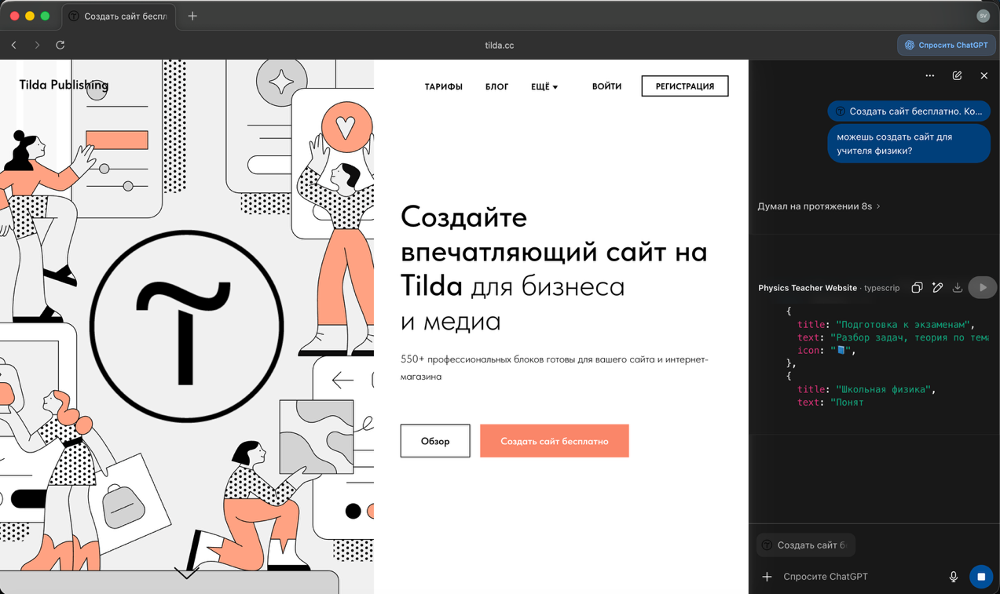 Создать сайт беспл
SV
tilda.cc
Спросить ChatGPT
Tilda Publishing
ТАРИФЫ
БЛОГ
ЕЩЁ
ВОЙТИ
РЕГИСТРАЦИЯ
Создайте
впечатляющий сайт на
Tilda для бизнеса
и медиа
550+ профессиональных блоков готовы для вашего сайта и интернет-
магазина
Обзор
Создать сайт бесплатно
Создать сайт бесплатно. Ко...
можешь создать сайт для
учителя физики?
Думал на протяжении 8s
Physics Teacher Website · typescrip
{
title: "Подготовка к экзаменам",
text: "Разбор задач, теория по тема
icon: "📘",
},
{
title: "Школьная физика",
text: "Понят
Создать сайт бе
Спросите ChatGPT